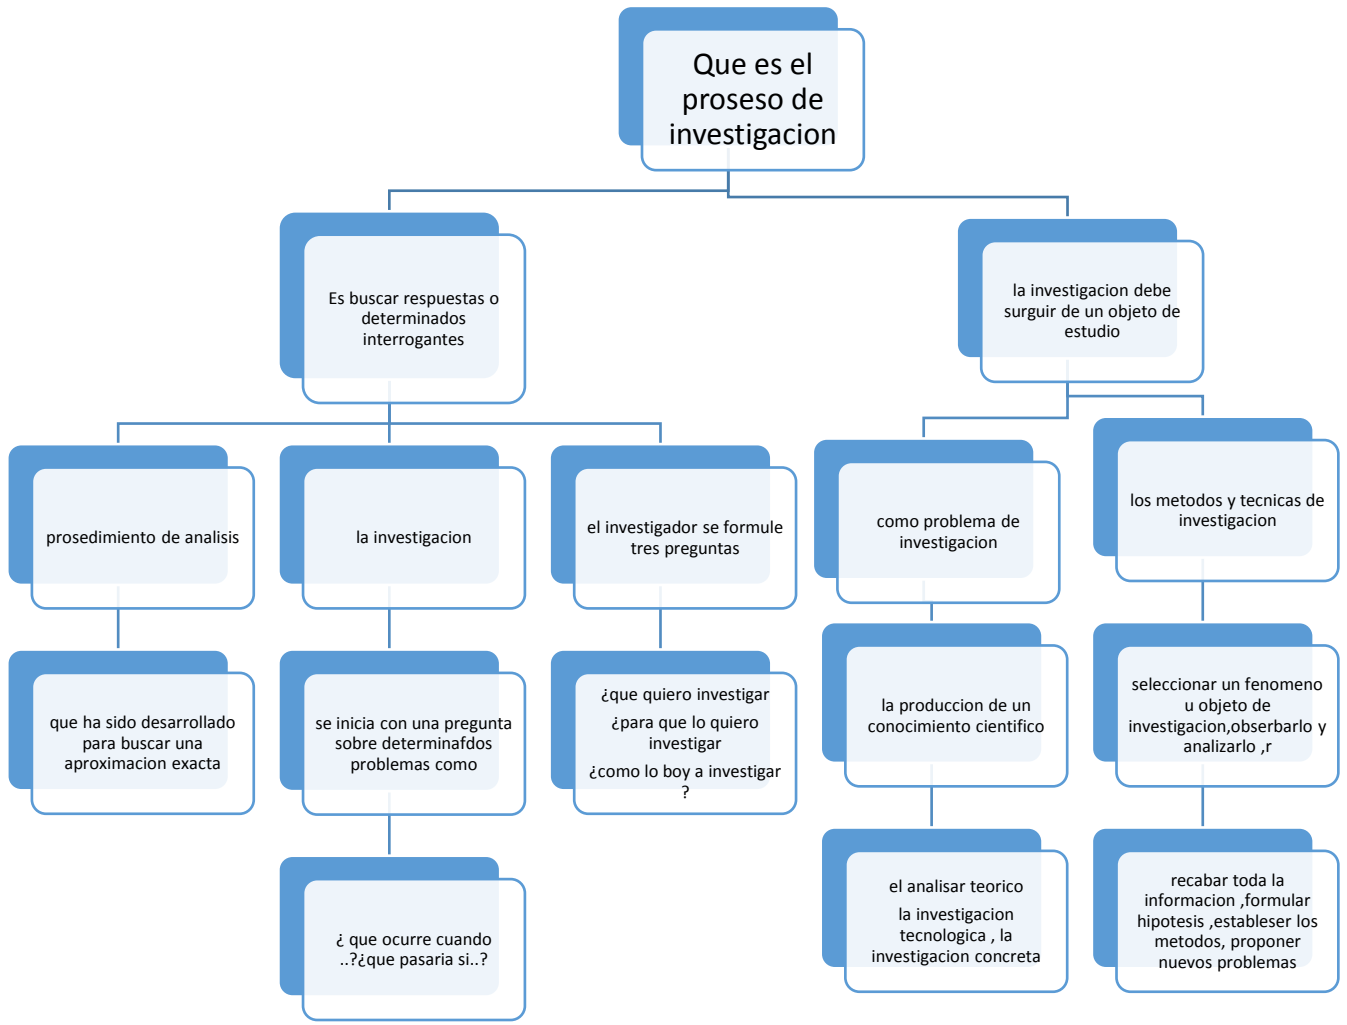 Que es el
proseso de
investigacion
Es buscar respuestas o
determinados
interrogantes
la investigacion debe
surguir de un objeto de
estudio
prosedimiento de analisis
la investigacion
el investigador se formule
tres preguntas
como problema de
investigacion
los metodos y tecnicas de
investigacion
que ha sido desarrollado
para buscar una
aproximacion exacta
se inicia con una pregunta
sobre determinafdos
problemas como
¿que quiero investigar
¿para que lo quiero
investigar
¿como lo boy a investigar
?
la produccion de un
conocimiento cientifico
seleccionar un fenomeno
u objeto de
investigacion,obserbarlo y
analizarlo ,r
¿ que ocurre cuando
..?¿que pasaria si..?
el analisar teorico
la investigacion
tecnologica , la
investigacion concreta
recabar toda la
informacion ,formular
hipotesis ,estableser los
metodos, proponer
nuevos problemas